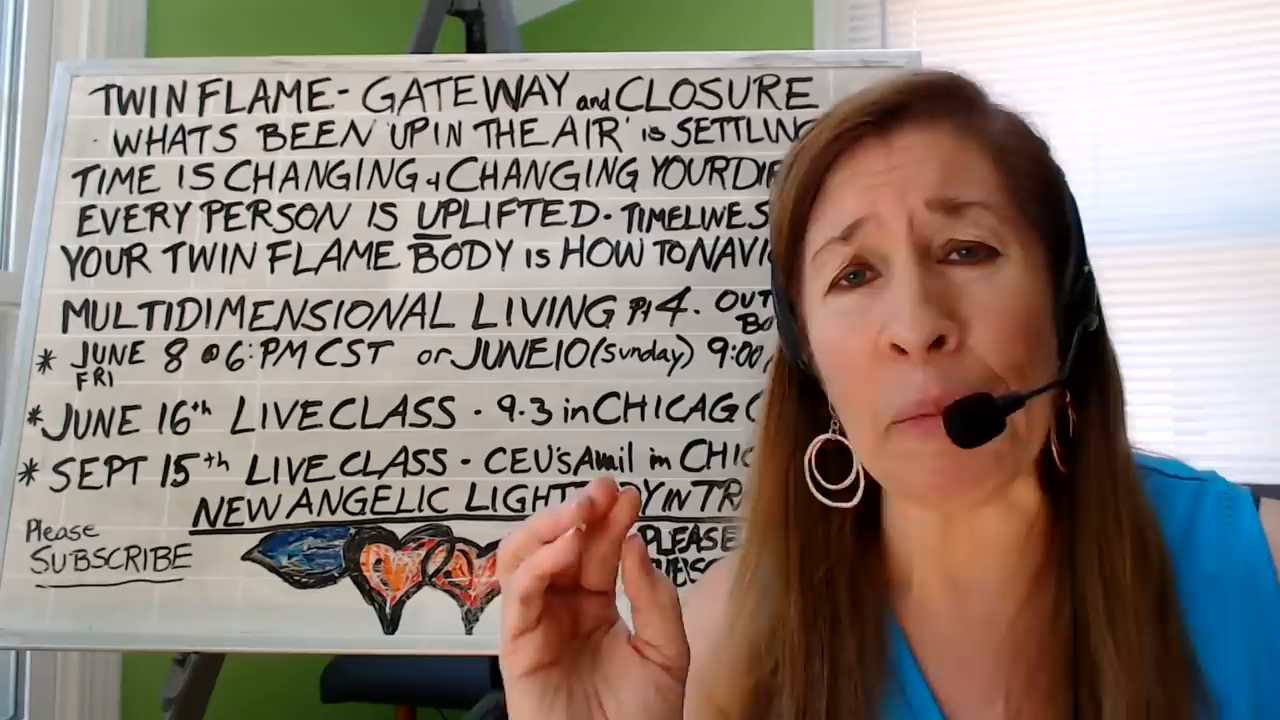 TWIN FLAME - GATEWAY and CLOSURE
· WHATS BEEN 'UP IN THE AIR' is
TIME IS CHANGING & CHANGING YOUR
EVERY PERSON IS UPLIFTED · TIMELINES
YOUR TWIN FLAME BODY is HOW TO
MULTIDIMENSIONAL LIVING Pt 4. OUT
* JUNE 8 @ 6: PM CST or JUNE 10 (Sunday) 9:00
FRI
* JUNE 16th LIVE CLASS · 9-3 in CHICAGO
* SEPT 15th LIVE CLASS - CEU's Avail in CHIC
NEW ANGELIC LIGHT IN
Please
SUBSCRIBE
PLEASE